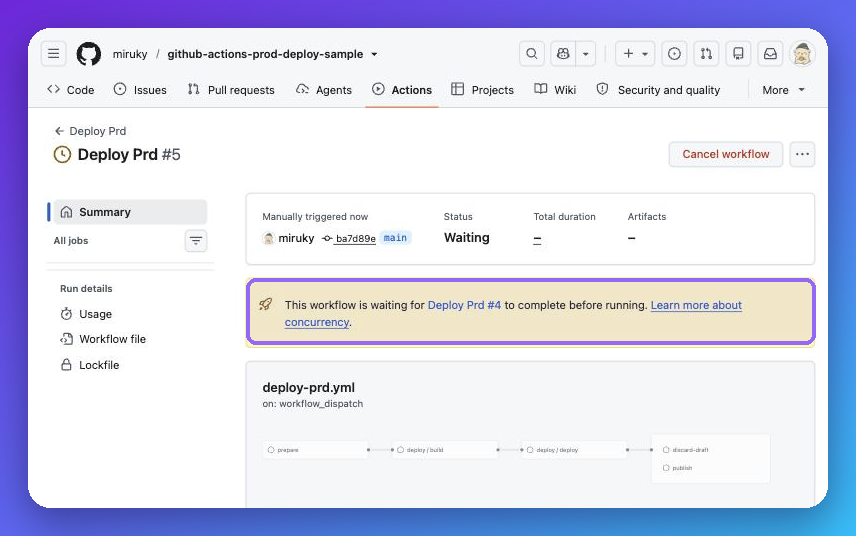 miruky / github-actions-prod-deploy-sample
Code Issues Pull requests Agents Actions Projects Wiki Security and quality More
Deploy Prd
Deploy Prd #5
Cancel workflow
Summary
All jobs
Run details
Usage
Workflow file
Lockfile
Manually triggered now Status Total duration Artifacts
miruky ba7d89e main Waiting – –
This workflow is waiting for Deploy Prd #4 to complete before running. Learn more about
concurrency.
deploy-prd.yml
on: workflow_dispatch
prepare deploy / build deploy / deploy discard-draft
publish